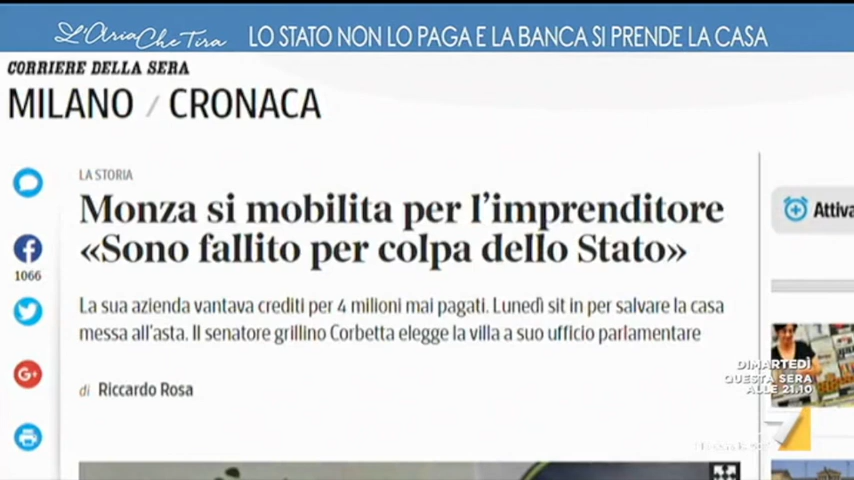 L'Aria Che Tira LO STATO NON LO PAGA E LA BANCA SI PRENDE LA CASA
CORRIERE DELLA SERA
MILANO / CRONACA
LA STORIA
Monza si mobilita per l'imprenditore
«Sono fallito per colpa dello Stato»
1066
La sua azienda vantava crediti per 4 milioni mai pagati. Lunedì sit in per salvare la casa
messa all'asta. Il senatore grillino Corbetta elegge la villa a suo ufficio parlamentare
di Riccardo Rosa
G+
Attiva
DIMARTEDÌ
QUESTA SERA
ALLE 21.10
7